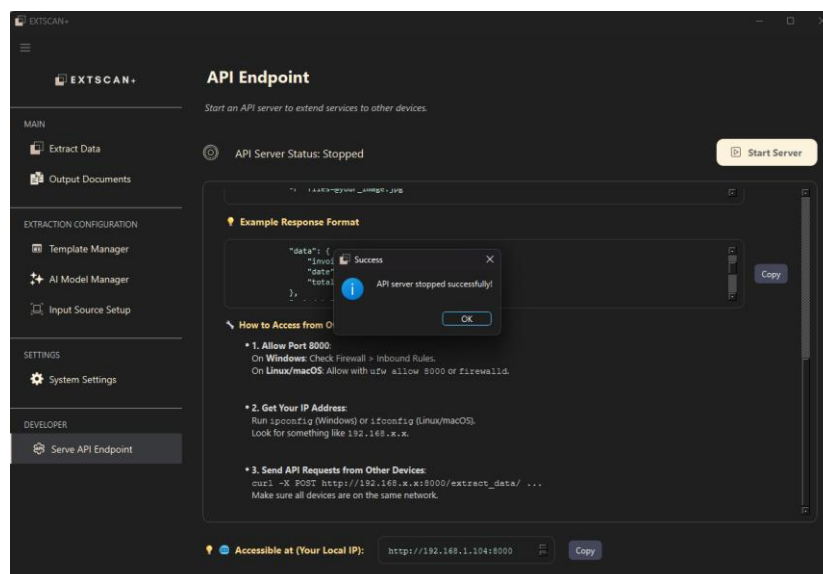 EXTSCAN+
EXTSCAN+
MAIN
Extract Data
Output Documents
EXTRACTION CONFIGURATION
Template Manager
AI Model Manager
Input Source Setup
SETTINGS
System Settings
DEVELOPER
Serve API Endpoint
API Endpoint
Start an API server to extend services to other devices.
API Server Status: Stopped
Start Server
Example Response Format
"data": {
"invoi
"date"
"total
},
Copy
Success
API server stopped successfully!
OK
How to Access from O
• 1. Allow Port 8000:
On Windows: Check Firewall > Inbound Rules.
On Linux/macOS: Allow with ufw allow 8000 or firewalld.
• 2. Get Your IP Address:
Run ipconfig (Windows) or ifconfig (Linux/macOS).
Look for something like 192.168.x.x.
• 3. Send API Requests from Other Devices:
curl -X POST http://192.168.x.x:8000/extract_data/ ...
Make sure all devices are on the same network.
Accessible at (Your Local IP): http://192.168.1.104:8000 Copy